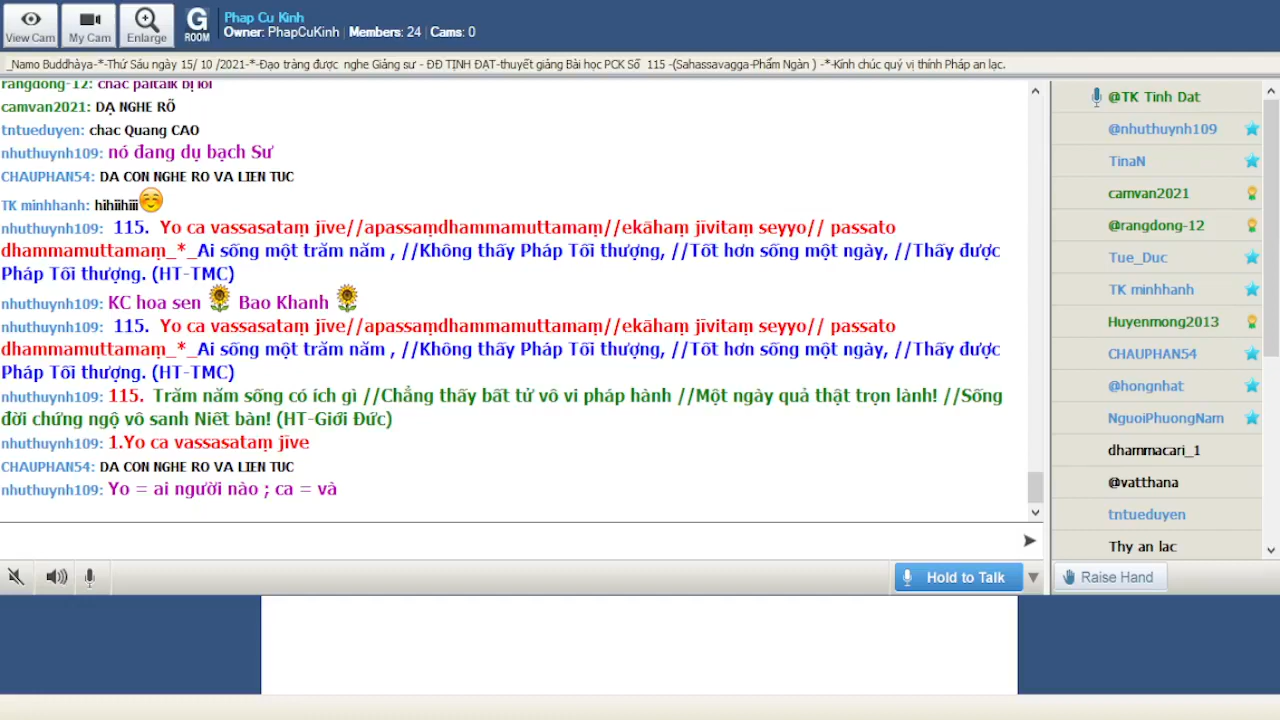 View Cam
My Cam
Enlarge
G
ROOM
Phap Cu Kinh
Owner: PhapCuKinh | Members: 24 | Cams: 0
_Namo Buddhàya-*-Thứ Sáu ngày 15/ 10 /2021-*-Đạo tràng được nghe Giảng sư - ĐĐ TỊNH ĐẠT-thuyết giảng Bài học PCK Số 115 -(Sahassavagga-Phẩm Ngàn ) -*-Kính chúc quý vị thính Pháp an lạc.
rangdong-12: chac paltalk bị lỗi
camvan2021: DẠ NGHE RÕ
tntueduyen: chac Quang CAO
nhuthuynh109: nó đang dụ bạch Sư
CHAUPHAN54: DA CON NGHE RO VA LIEN TUC
TK minhhanh: hihiihiii
nhuthuynh109: 115. Yo ca vassasataṃ jīve//apassaṃdhammamuttamaṃ//ekāhaṃ jīvitaṃ seyyo// passato
dhammamuttamaṃ_*_Ai sống một trăm năm , //Không thấy Pháp Tối thượng, //Tốt hơn sống một ngày, //Thấy được
Pháp Tối thượng. (HT-TMC)
nhuthuynh109: KC hoa sen Bao Khanh
nhuthuynh109: 115. Yo ca vassasataṃ jīve//apassaṃdhammamuttamaṃ//ekāhaṃ jīvitaṃ seyyo// passato
dhammamuttamaṃ_*_Ai sống một trăm năm , //Không thấy Pháp Tối thượng, //Tốt hơn sống một ngày, //Thấy được
Pháp Tối thượng. (HT-TMC)
nhuthuynh109: 115. Trăm năm sống có ích gì //Chẳng thấy bất tử vô vi pháp hành //Một ngày quả thật trọn lành! //Sống
đời chứng ngộ vô sanh Niết bàn! (HT-Giới Đức)
nhuthuynh109: 1.Yo ca vassasataṃ jīve
CHAUPHAN54: DA CON NGHE RO VA LIEN TUC
nhuthuynh109: Yo = ai người nào ; ca = và
@TK Tinh Dat
@nhuthuynh109
TinaN
camvan2021
@rangdong-12
Tue_Duc
TK minhhanh
Huyenmong2013
CHAUPHAN54
@hongnhat
NguoiPhuongNam
dhammacari_1
@vatthana
tntueduyen
Thy an lac
Hold to Talk
Raise Hand